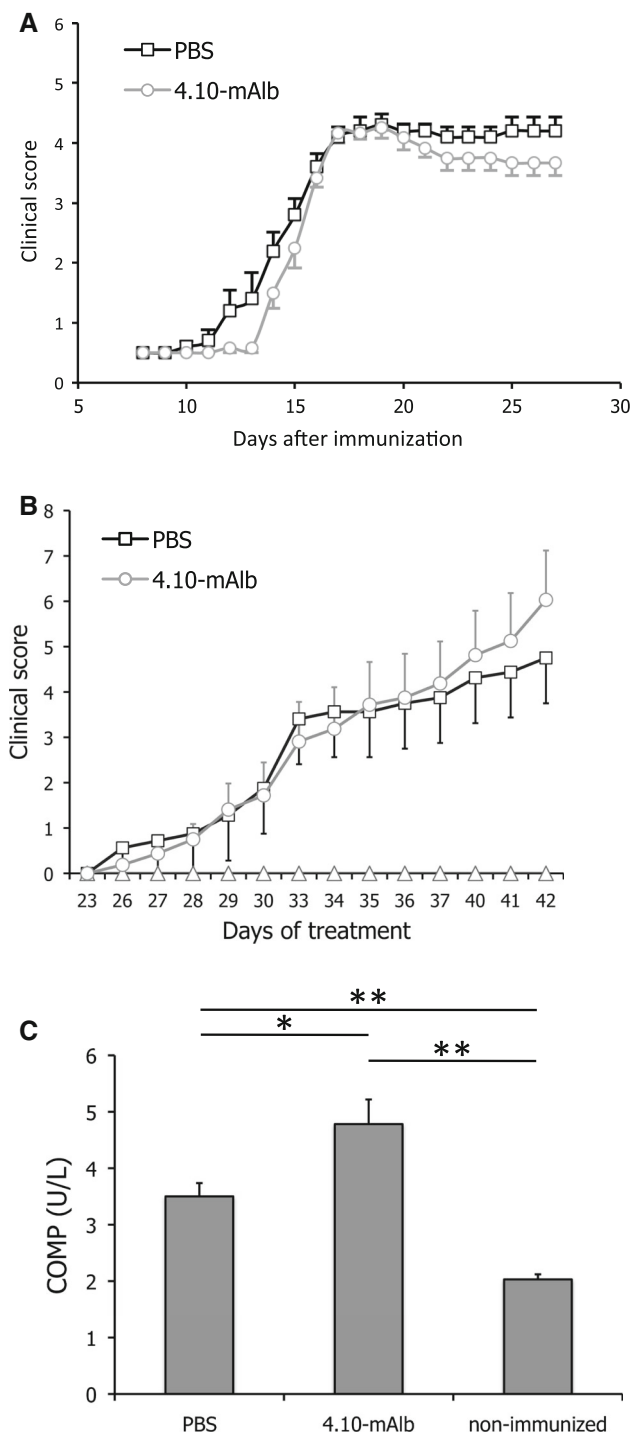 A
6
5
4
3
2
1
0
Clinical score
PBS
4.10-mAlb
5 10 15 20 25 30
Days after immunization
B
8
7
6
5
4
3
2
1
0
Clinical score
PBS
4.10-mAlb
23 26 27 28 29 30 33 34 35 36 37 40 41 42
Days of treatment
C
**
*
**
6
5
4
3
2
1
0
COMP (U/L)
PBS 4.10-mAlb non-immunized